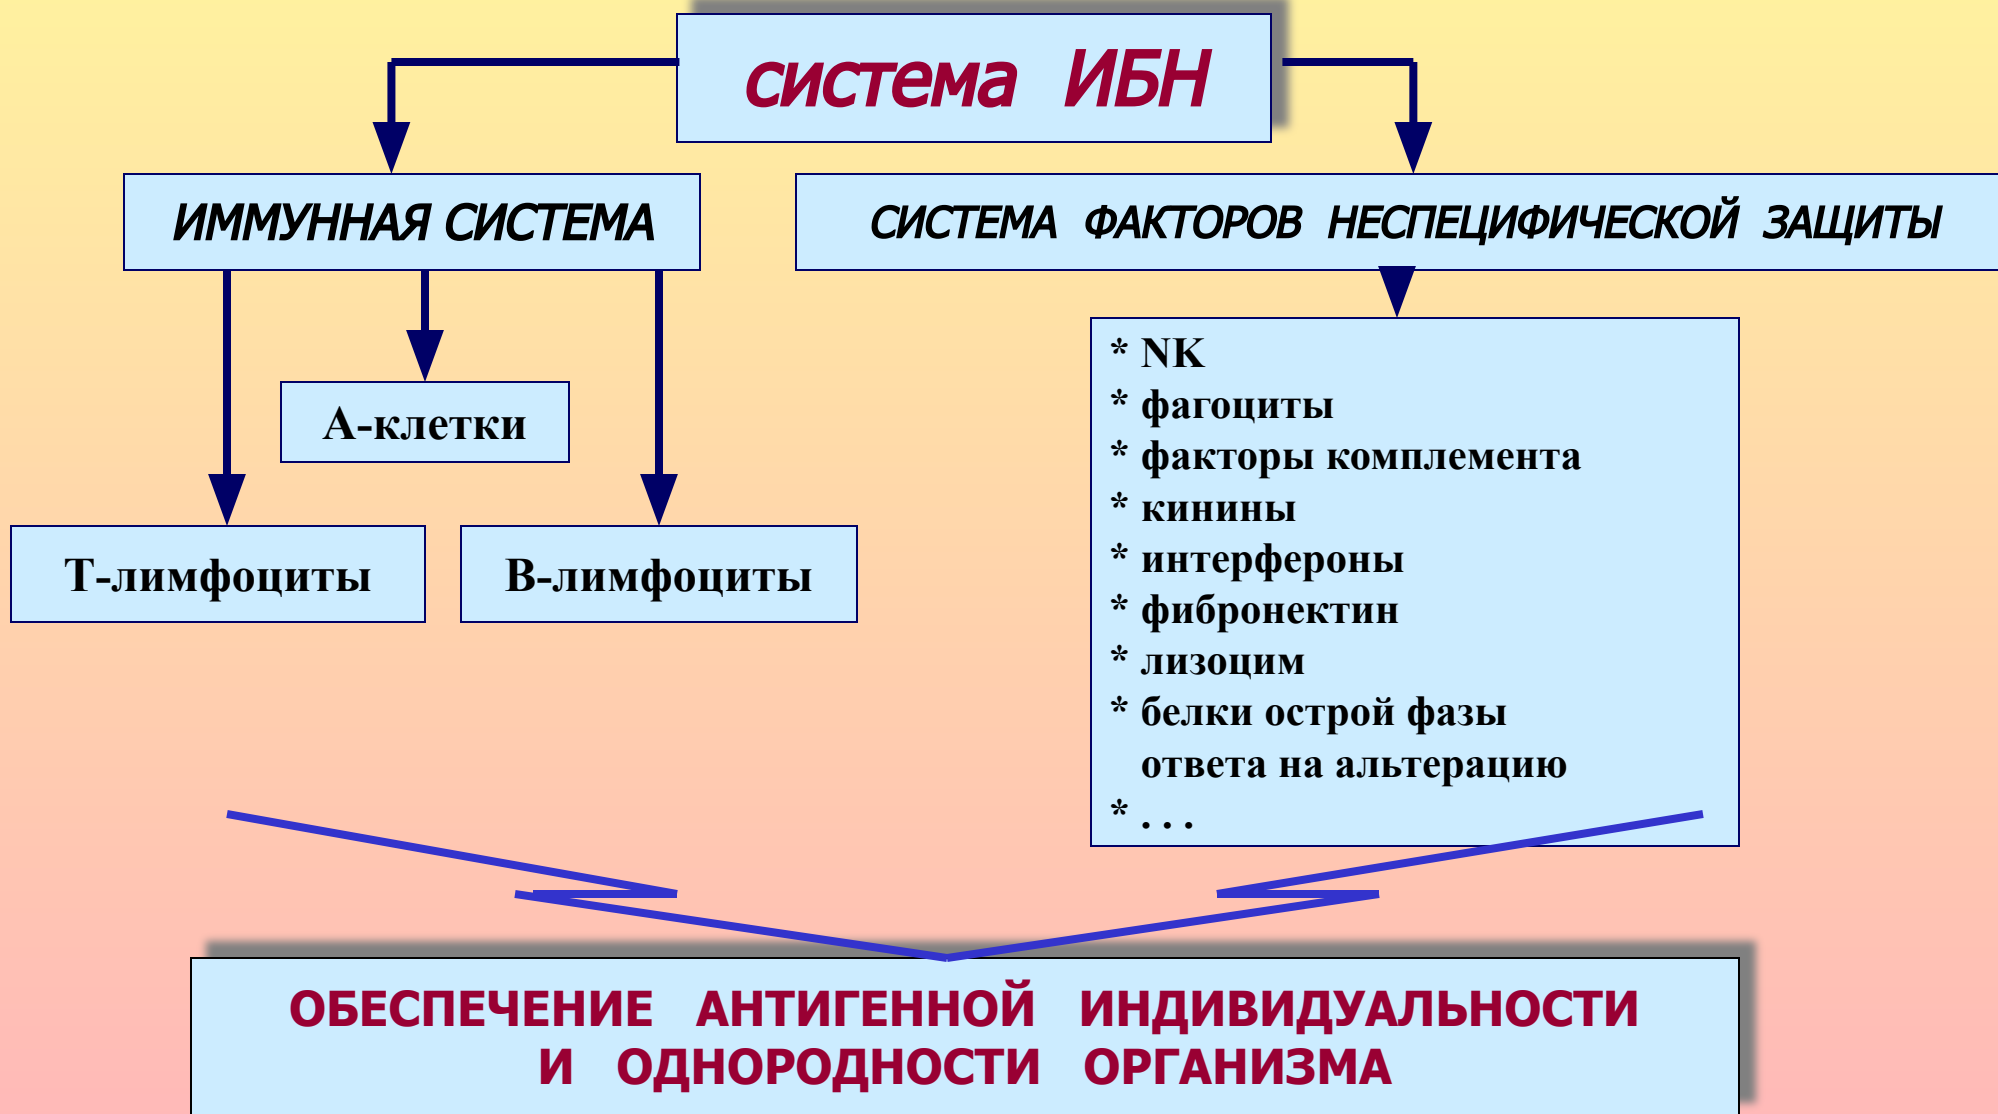 система ИБН
ИММУННАЯ СИСТЕМА
СИСТЕМА ФАКТОРОВ НЕСПЕЦИФИЧЕСКОЙ ЗАЩИТЫ
А-клетки
Т-лимфоциты
В-лимфоциты
* NK
* фагоциты
* факторы комплемента
* кинины
* интерфероны
* фибронектин
* лизоцим
* белки острой фазы
ответа на альтерацию
* . . .
ОБЕСПЕЧЕНИЕ АНТИГЕННОЙ ИНДИВИДУАЛЬНОСТИ
И ОДНОРОДНОСТИ ОРГАНИЗМА